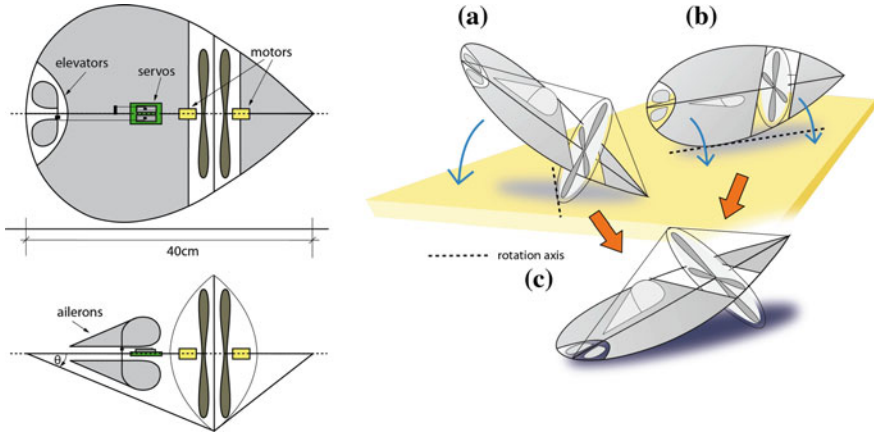 elevators
servos
motors
40cm
ailerons
θ
(a)
(b)
rotation axis
(c)